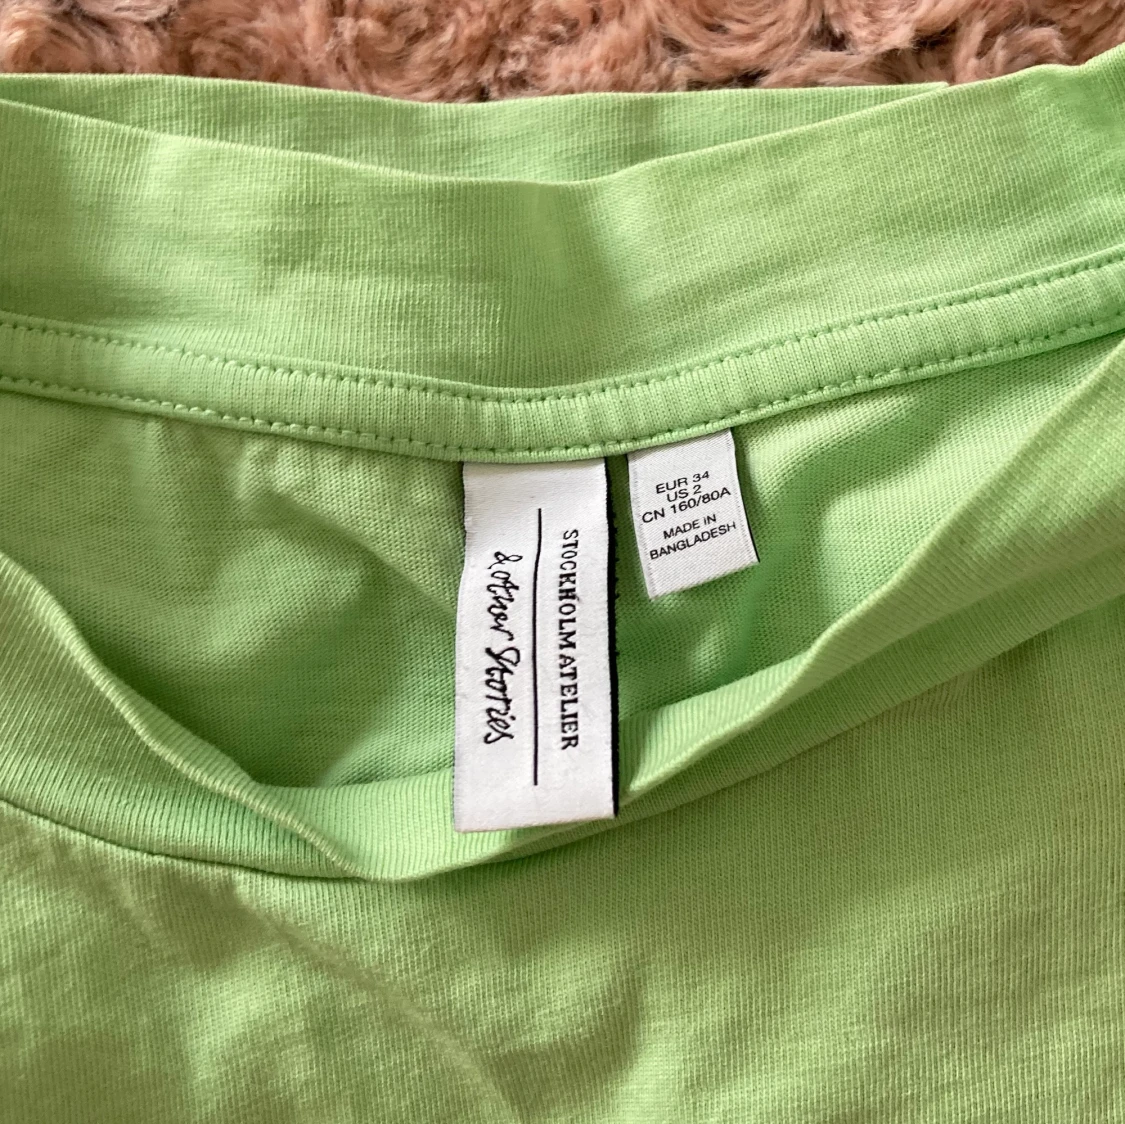 & other Stories
STOCKHOLM ATELIER
EUR 34
US 2
CN 160/80A
MADE IN
BANGLADESH